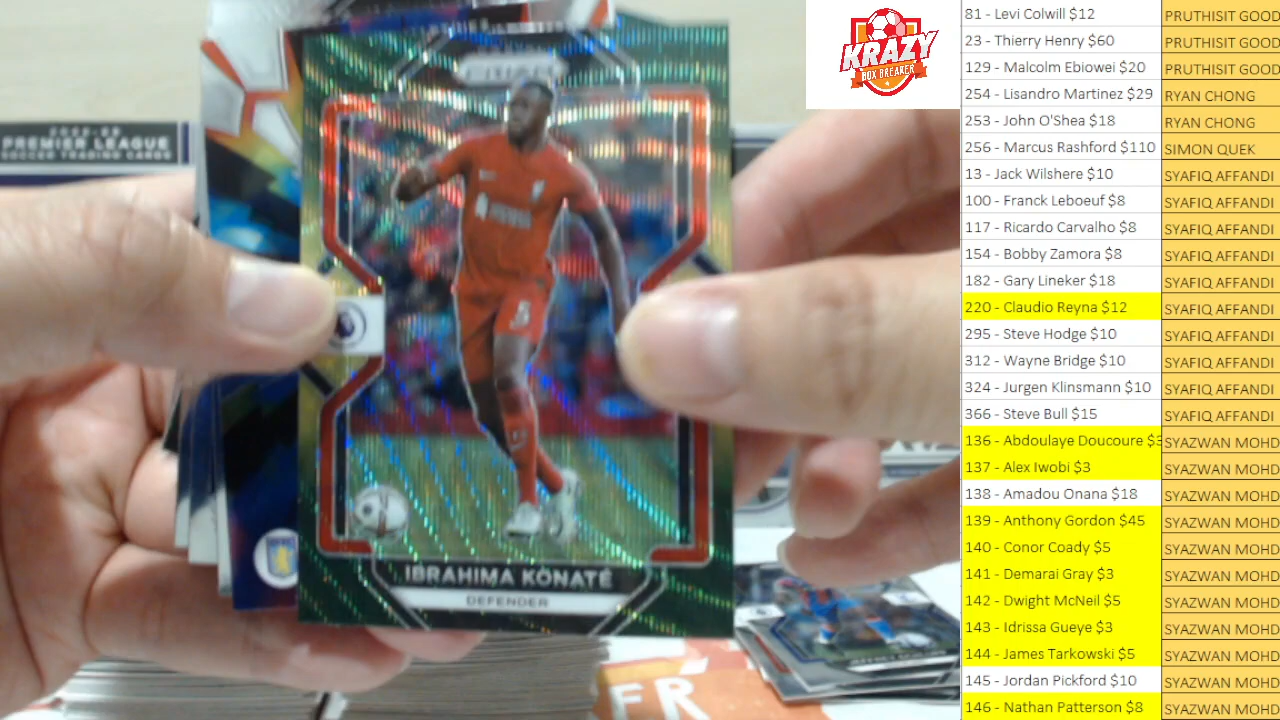 2022-23
PREMIER LEAGUE
SOCCER TRADING CARDS
PRIZM
IBRAHIMA KONATÉ
DEFENDER
FR
KRAZY
BOX BREAKER
81 - Levi Colwill $12 PRUTHISIT GOOD
23 - Thierry Henry $60 PRUTHISIT GOOD
129 - Malcolm Ebiowei $20 PRUTHISIT GOOD
254 - Lisandro Martinez $29 RYAN CHONG
253 - John O'Shea $18 RYAN CHONG
256 - Marcus Rashford $110 SIMON QUEK
13 - Jack Wilshere $10 SYAFIQ AFFANDI
100 - Franck Leboeuf $8 SYAFIQ AFFANDI
117 - Ricardo Carvalho $8 SYAFIQ AFFANDI
154 - Bobby Zamora $8 SYAFIQ AFFANDI
182 - Gary Lineker $18 SYAFIQ AFFANDI
220 - Claudio Reyna $12 SYAFIQ AFFANDI
295 - Steve Hodge $10 SYAFIQ AFFANDI
312 - Wayne Bridge $10 SYAFIQ AFFANDI
324 - Jurgen Klinsmann $10 SYAFIQ AFFANDI
366 - Steve Bull $15 SYAFIQ AFFANDI
136 - Abdoulaye Doucoure $3 SYAZWAN MOHD
137 - Alex Iwobi $3 SYAZWAN MOHD
138 - Amadou Onana $18 SYAZWAN MOHD
139 - Anthony Gordon $45 SYAZWAN MOHD
140 - Conor Coady $5 SYAZWAN MOHD
141 - Demarai Gray $3 SYAZWAN MOHD
142 - Dwight McNeil $5 SYAZWAN MOHD
143 - Idrissa Gueye $3 SYAZWAN MOHD
144 - James Tarkowski $5 SYAZWAN MOHD
145 - Jordan Pickford $10 SYAZWAN MOHD
146 - Nathan Patterson $8 SYAZWAN MOHD